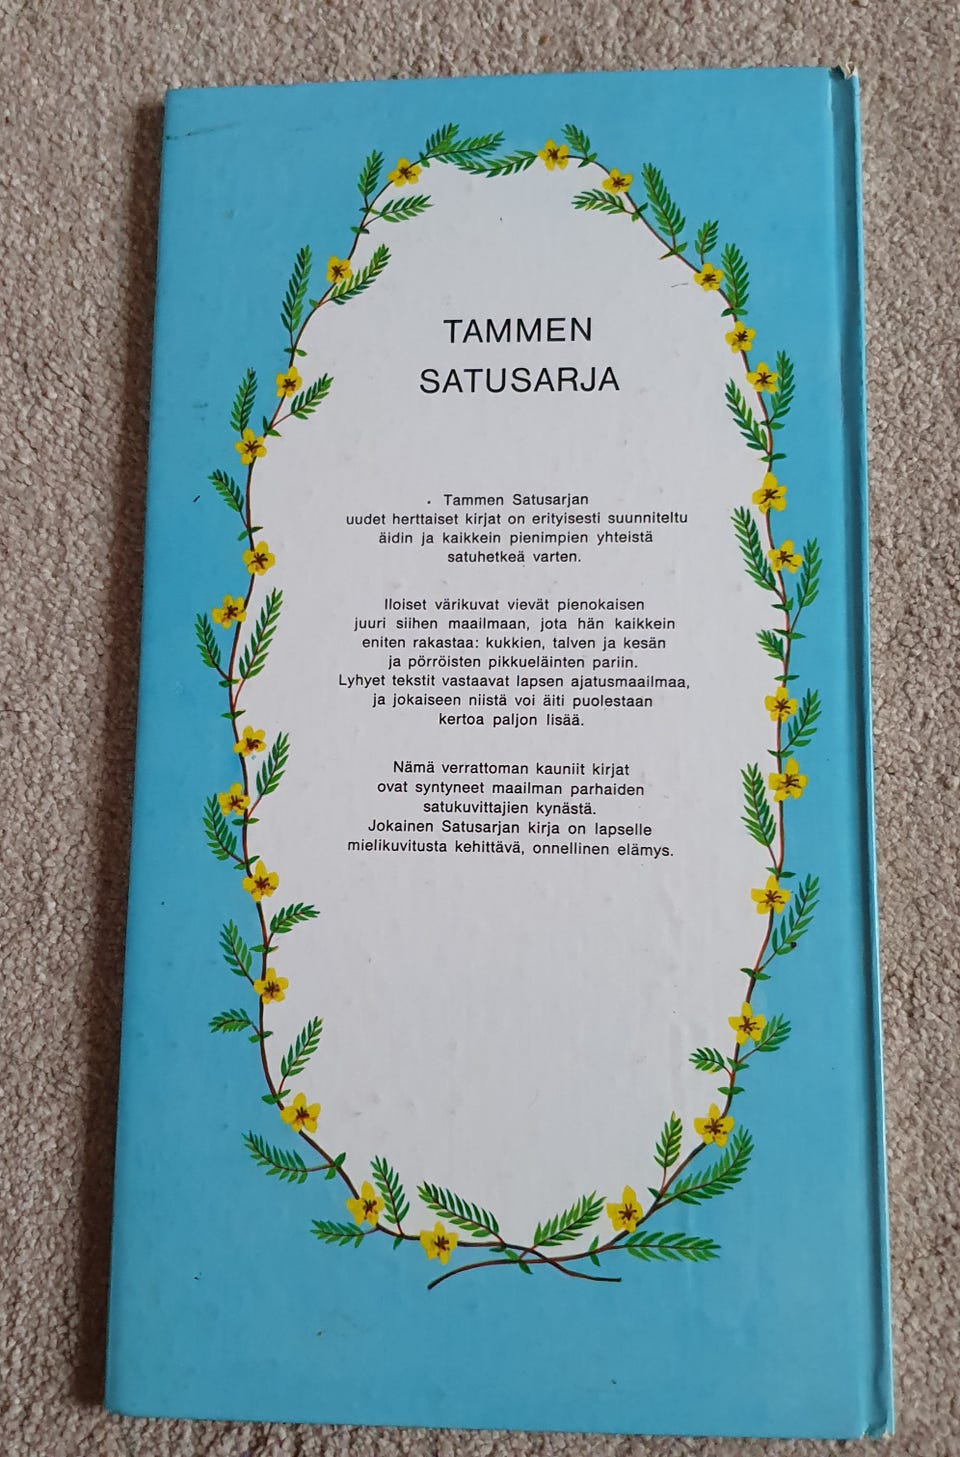 TAMMEN
SATUSARJA
Tammen Satusarjan
uudet herttaiset kirjat on erityisesti suunniteltu
äidin ja kaikkein pienimpien yhteistä
satuhetkeä varten.
Iloiset värikuvat vievät pienokaisen
juuri siihen maailmaan, jota hän kaikkein
eniten rakastaa: kukkien, talven ja kesän
ja pörröisten pikkueläinten pariin.
Lyhyet tekstit vastaavat lapsen ajatusmaailmaa,
ja jokaiseen niistä voi äiti puolestaan
kertoa paljon lisää.
Nämä verrattoman kauniit kirjat
ovat syntyneet maailman parhaiden
satukuvittajien kynästä.
Jokainen Satusarjan kirja on lapselle
mielikuvitusta kehittävä, onnellinen elämys.